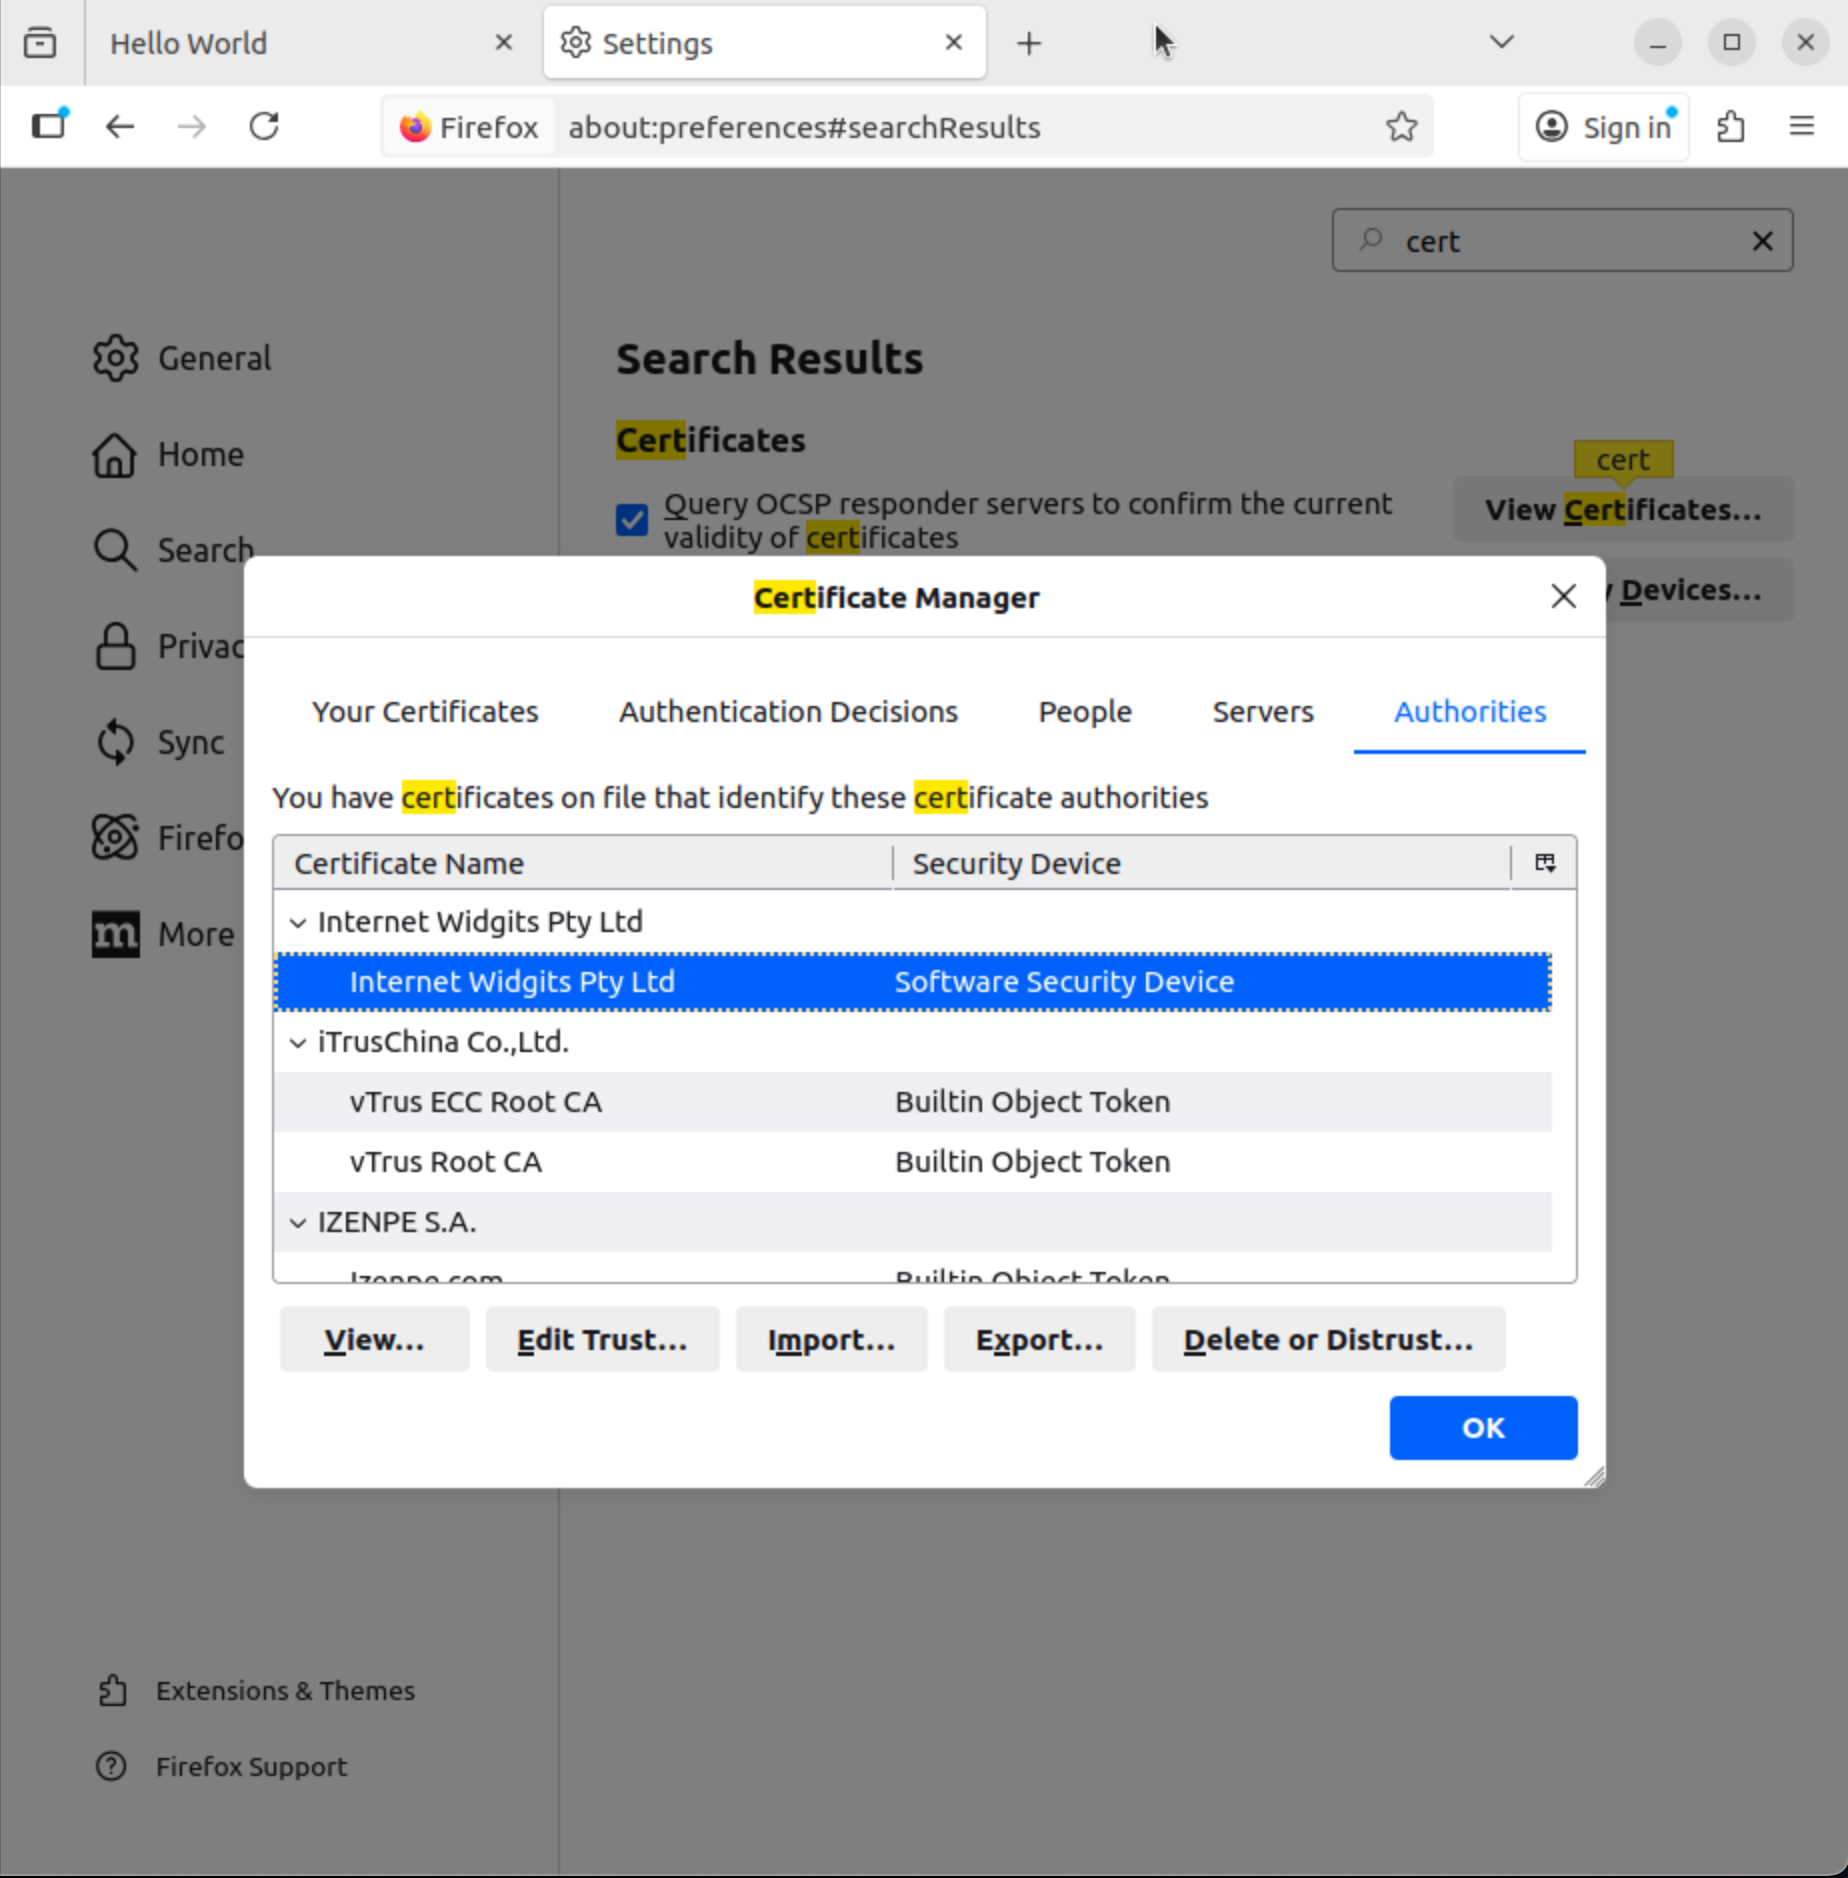 Hello World
Settings
Firefox
about:preferences#searchResults
Sign in
cert
General
Home
Search
Privac
Sync
Firefo
More
Search Results
Certificates
Query OCSP responder servers to confirm the current
validity of certificates
cert
View Certificates...
y Devices...
Certificate Manager
Your Certificates
Authentication Decisions
People
Servers
Authorities
You have certificates on file that identify these certificate authorities
Certificate Name
Security Device
Internet Widgits Pty Ltd
Internet Widgits Pty Ltd Software Security Device
iTrusChina Co.,Ltd.
vTrus ECC Root CA Builtin Object Token
vTrus Root CA Builtin Object Token
IZENPE S.A.
Izenpe.com Builtin Object Token
View...
Edit Trust...
Import...
Export...
Delete or Distrust...
OK
Extensions & Themes
Firefox Support